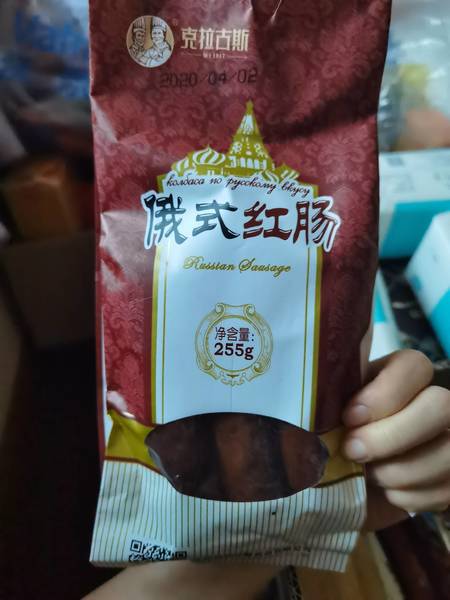 克拉古斯®
2020/04/02
колбаса по русскому вкусу
俄式红肠
Russian Sausage
净含量:
255g